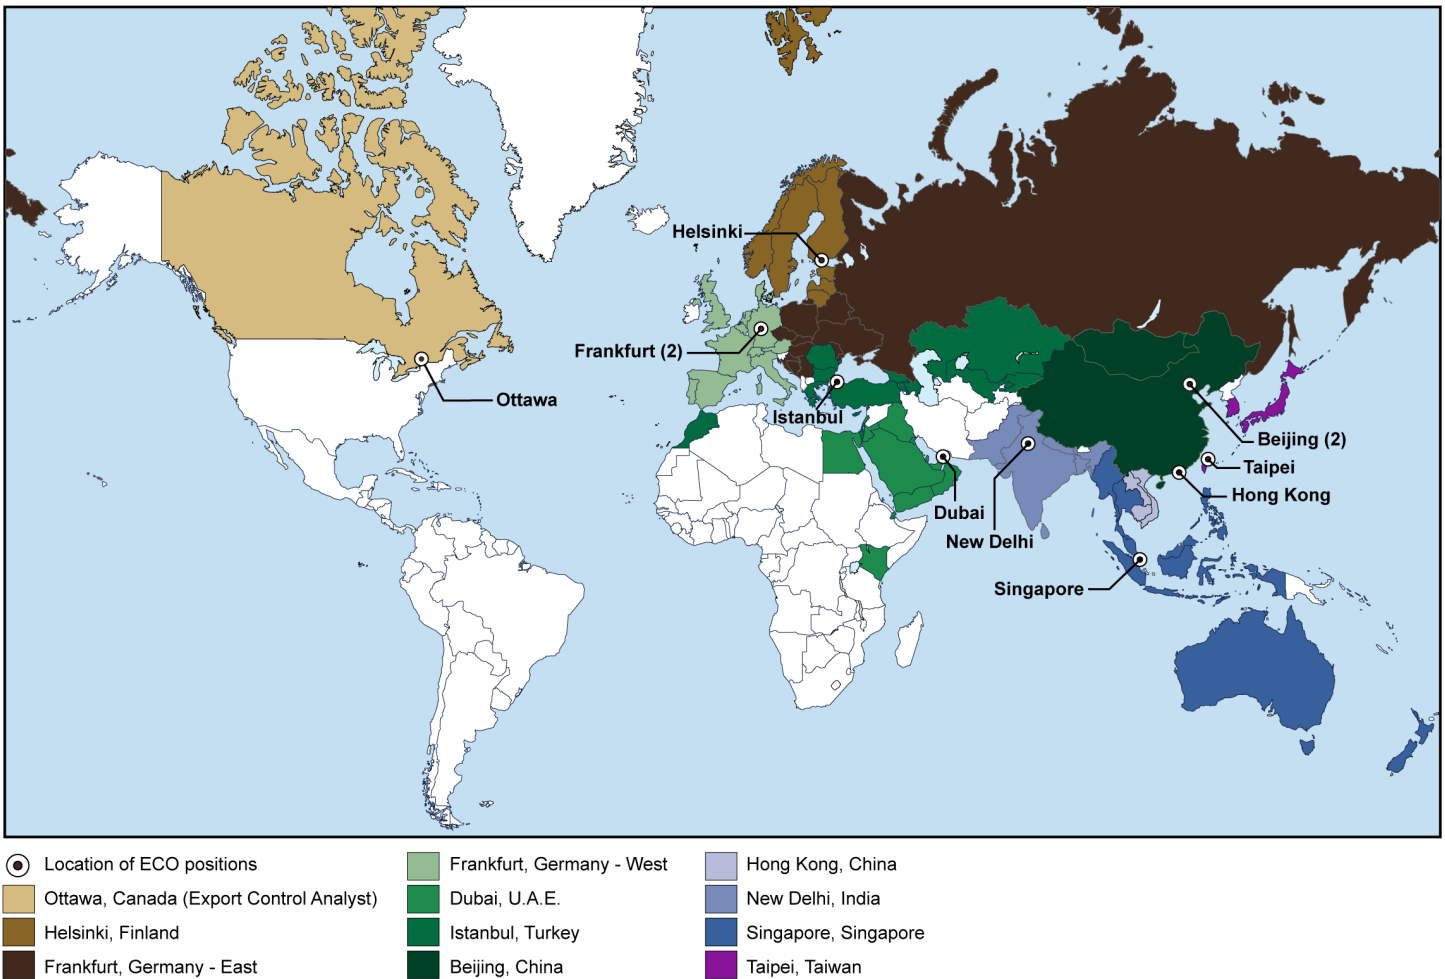 Helsinki
Frankfurt (2)
Ottawa
Istanbul
Beijing (2)
Taipei
Hong Kong
Dubai
New Delhi
Singapore
Location of ECO positions
Ottawa, Canada (Export Control Analyst)
Helsinki, Finland
Frankfurt, Germany - East
Frankfurt, Germany - West
Dubai, U.A.E.
Istanbul, Turkey
Beijing, China
Hong Kong, China
New Delhi, India
Singapore, Singapore
Taipei, Taiwan